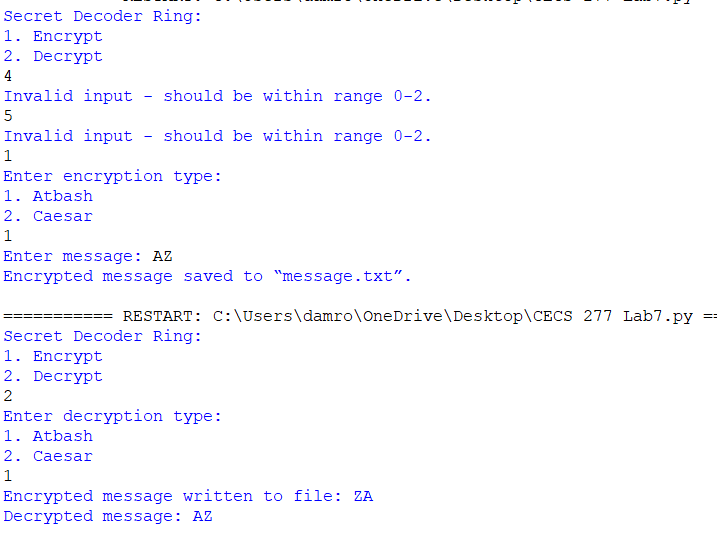 Secret Decoder Ring:
1. Encrypt
2. Decrypt
4
Invalid input - should be within range 0-2.
5
Invalid input - should be within range 0-2.
1
Enter encryption type:
1. Atbash
2. Caesar
1
Enter message: AZ
Encrypted message saved to “message.txt”.
=========== RESTART: C:\Users\damro\OneDrive\Desktop\CECS 277 Lab7.py ==
Secret Decoder Ring:
1. Encrypt
2. Decrypt
2
Enter decryption type:
1. Atbash
2. Caesar
1
Encrypted message written to file: ZA
Decrypted message: AZ